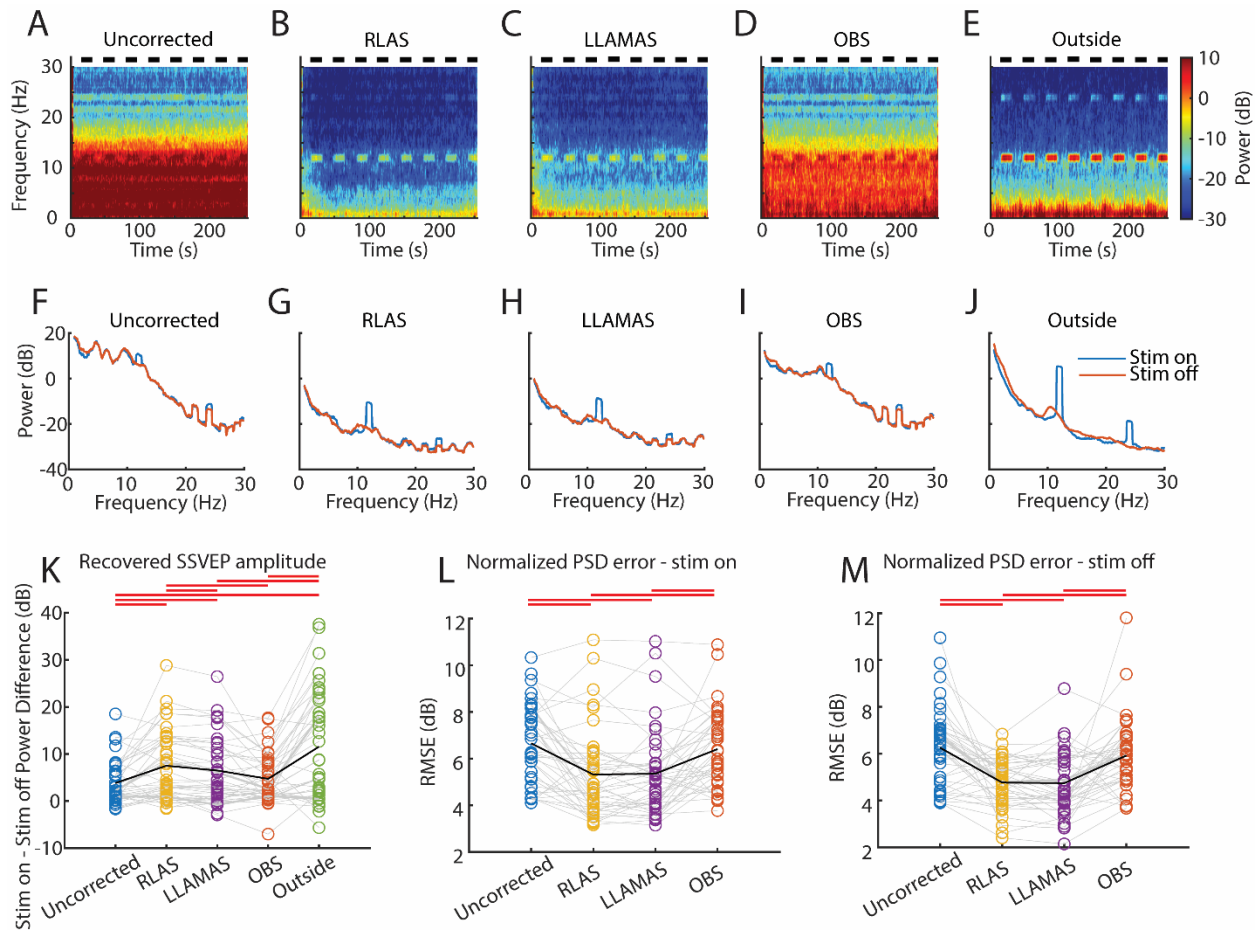 A
Uncorrected
B
RLAS
C
LLAMAS
D
OBS
E
Outside
Frequency (Hz)
30
20
10
0
0 100 200
Time (s)
0 100 200
Time (s)
0 100 200
Time (s)
0 100 200
Time (s)
0 100 200
Time (s)
10
0
-10
-20
-30
Power (dB)
F
Uncorrected
G
RLAS
H
LLAMAS
I
OBS
J
Outside
Power (dB)
20
0
-20
-40
0 10 20 30
Frequency (Hz)
0 10 20 30
Frequency (Hz)
0 10 20 30
Frequency (Hz)
0 10 20 30
Frequency (Hz)
0 10 20 30
Frequency (Hz)
Stim on
Stim off
K
Recovered SSVEP amplitude
Stim on - Stim off Power Difference (dB)
40
30
20
10
0
-10
Uncorrected
RLAS
LLAMAS
OBS
Outside
L
Normalized PSD error - stim on
RMSE (dB)
12
10
8
6
4
2
Uncorrected
RLAS
LLAMAS
OBS
M
Normalized PSD error - stim off
RMSE (dB)
12
10
8
6
4
2
Uncorrected
RLAS
LLAMAS
OBS